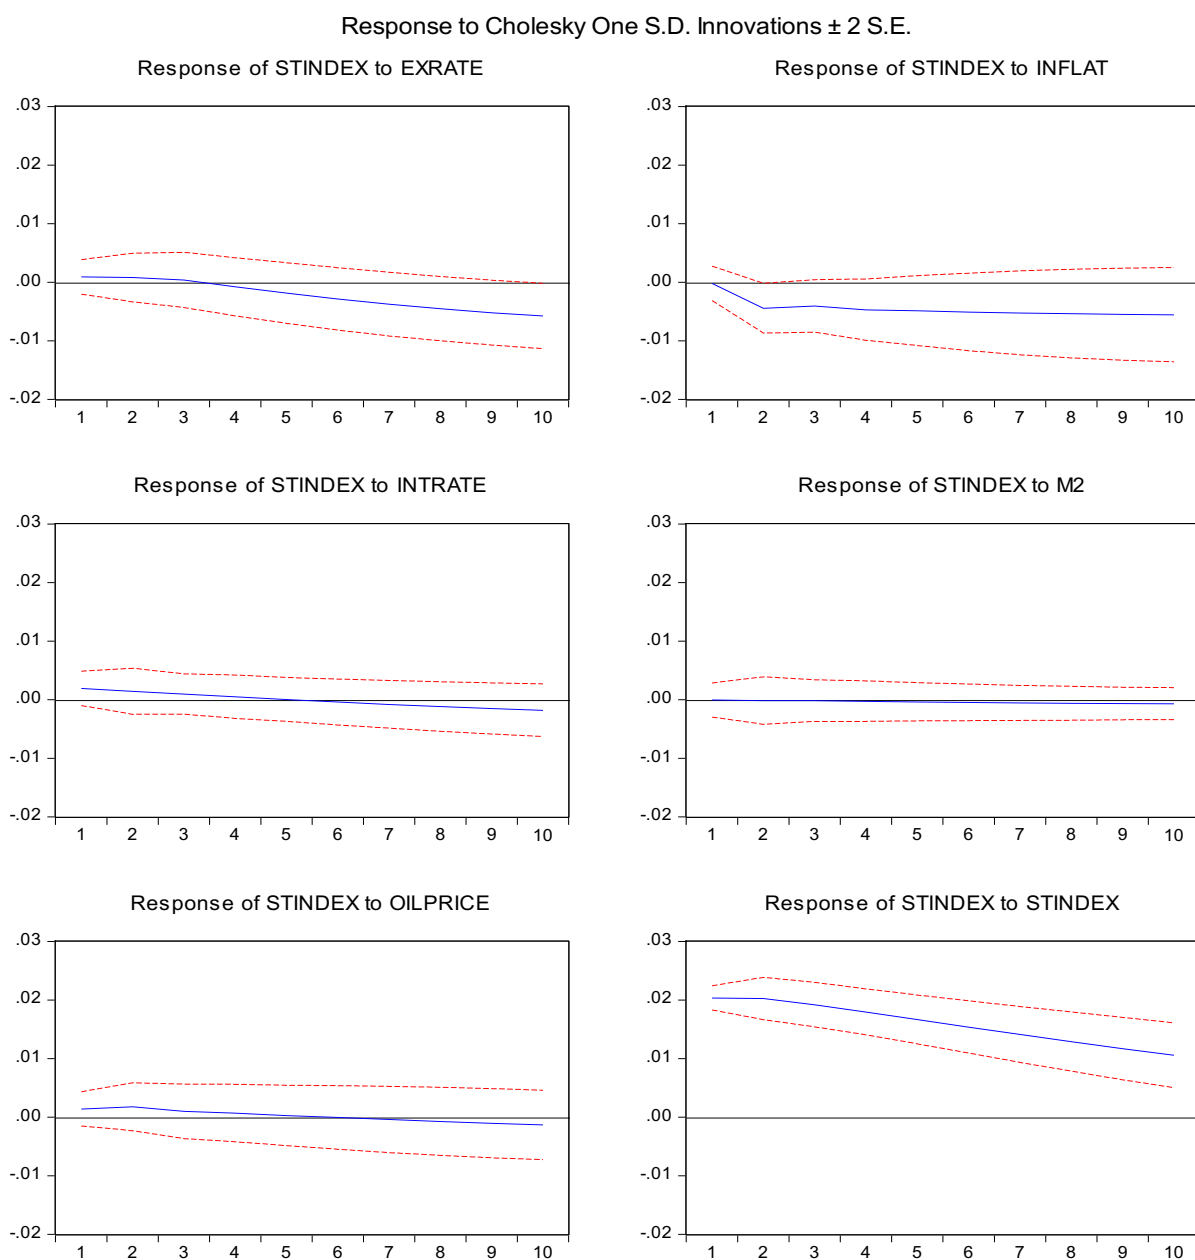 Response to Cholesky One S.D. Innovations ± 2 S.E.
Response of STINDEX to EXRATE
.03
.02
.01
.00
-.01
-.02
1 2 3 4 5 6 7 8 9 10
Response of STINDEX to INFLAT
.03
.02
.01
.00
-.01
-.02
1 2 3 4 5 6 7 8 9 10
Response of STINDEX to INTRATE
.03
.02
.01
.00
-.01
-.02
1 2 3 4 5 6 7 8 9 10
Response of STINDEX to M2
.03
.02
.01
.00
-.01
-.02
1 2 3 4 5 6 7 8 9 10
Response of STINDEX to OILPRICE
.03
.02
.01
.00
-.01
-.02
1 2 3 4 5 6 7 8 9 10
Response of STINDEX to STINDEX
.03
.02
.01
.00
-.01
-.02
1 2 3 4 5 6 7 8 9 10